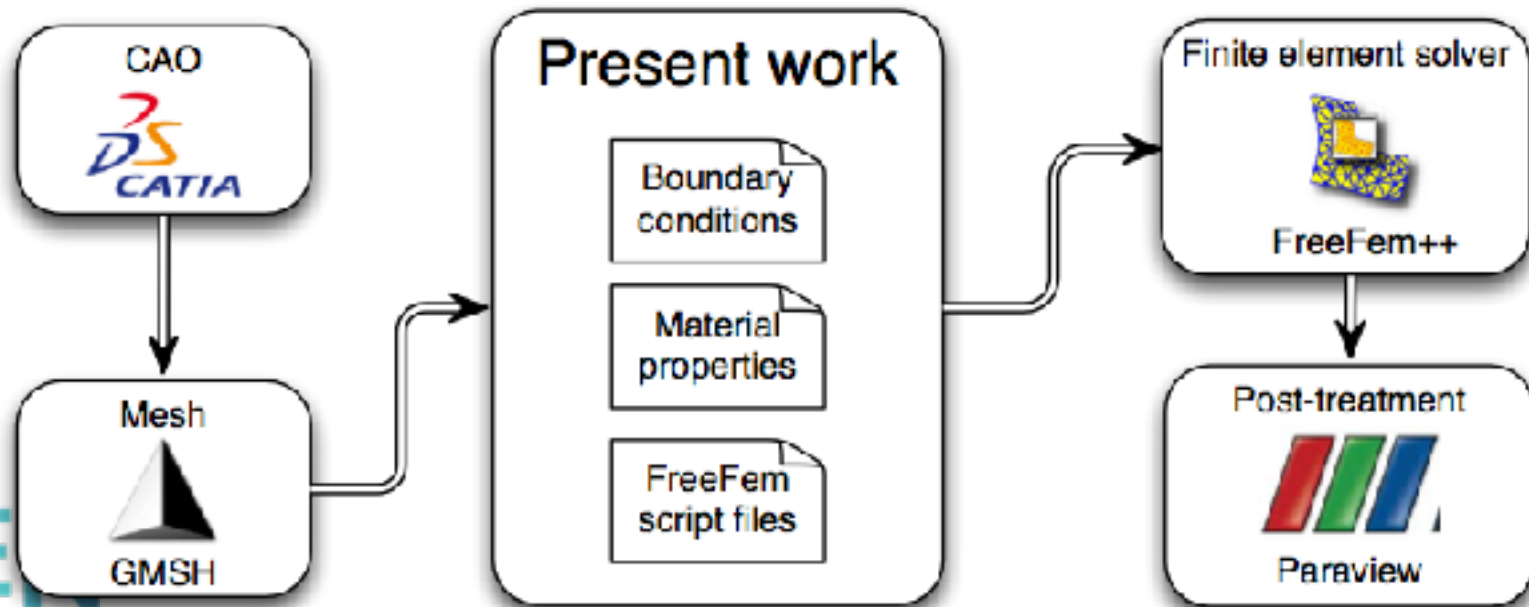 CAO
DS
CATIA
Mesh
GMSH
Present work
Boundary
conditions
Material
properties
FreeFem
script files
Finite element solver
FreeFem++
Post-treatment
Paraview